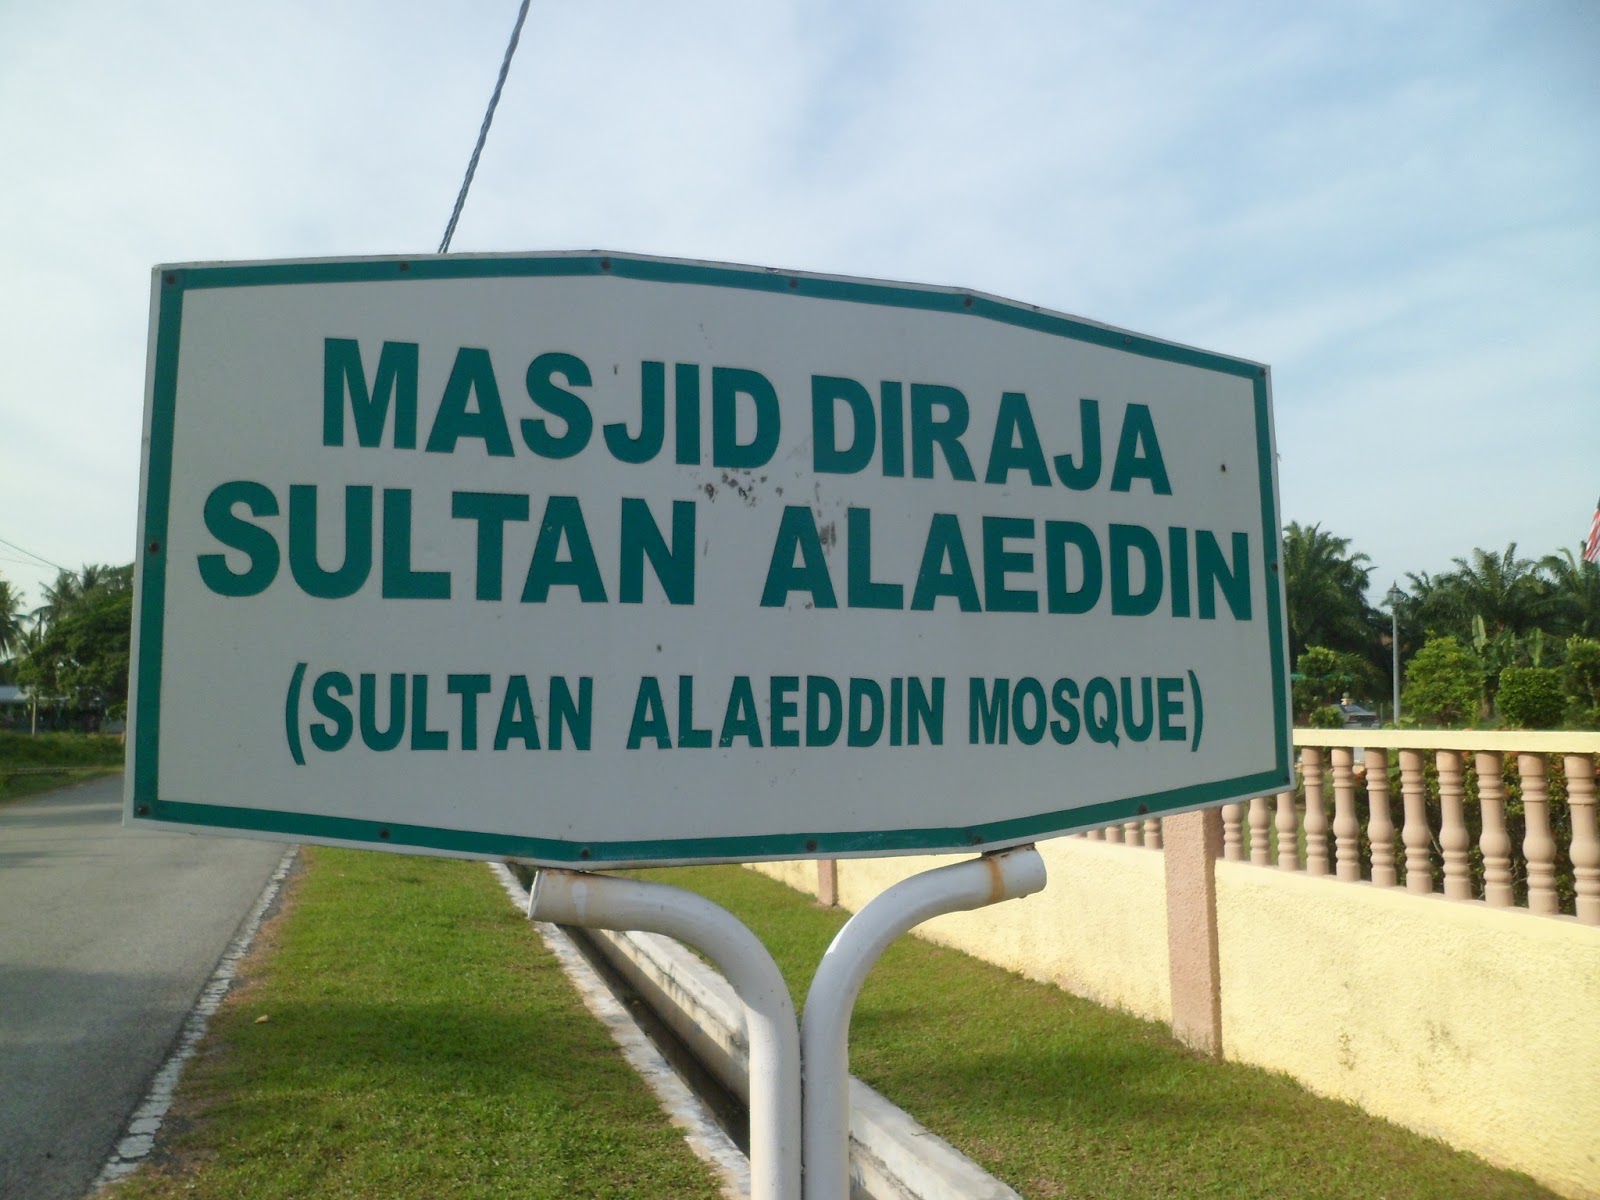 MASJID DIRAJA
SULTAN ALAEDDIN
(SULTAN ALAEDDIN MOSQUE)